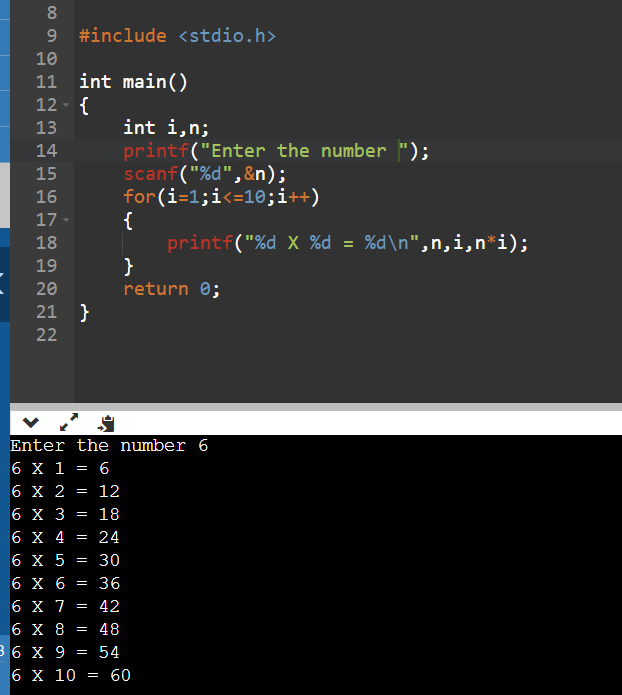 8
9 #include <stdio.h>
10
11 int main()
12 {
13     int i,n;
14     printf("Enter the number ");
15     scanf("%d",&n);
16     for(i=1;i<=10;i++)
17     {
18         printf("%d X %d = %d\n",n,i,n*i);
19     }
20     return 0;
21 }
22
Enter the number 6
6 X 1 = 6
6 X 2 = 12
6 X 3 = 18
6 X 4 = 24
6 X 5 = 30
6 X 6 = 36
6 X 7 = 42
6 X 8 = 48
6 X 9 = 54
6 X 10 = 60